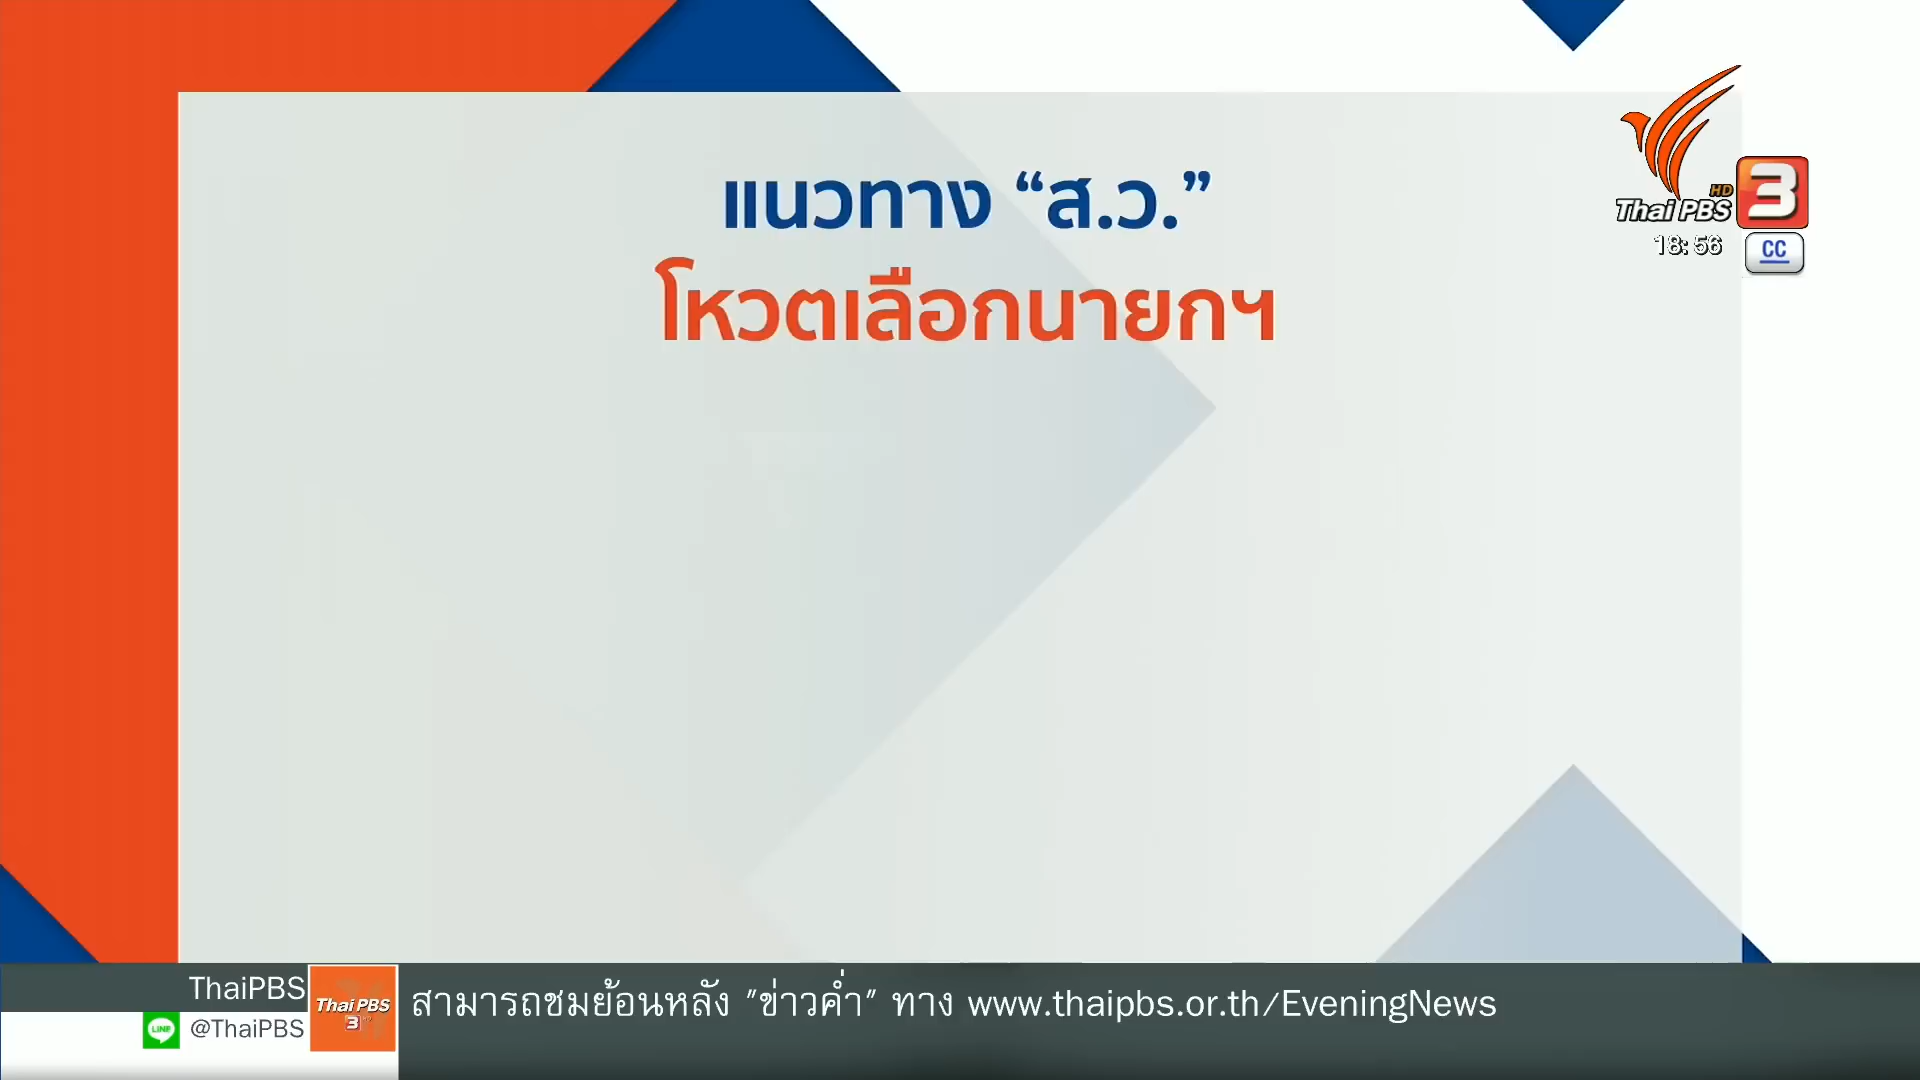 แนวทาง “ส.ว.”
โหวตเลือกนายกฯ
HD
Thai PBS
3
18:56
CC
ThaiPBS
LINE @ThaiPBS
Thai PBS
3
สามารถชมย้อนหลัง "ข่าวค่ำ" ทาง www.thaipbs.or.th/EveningNews